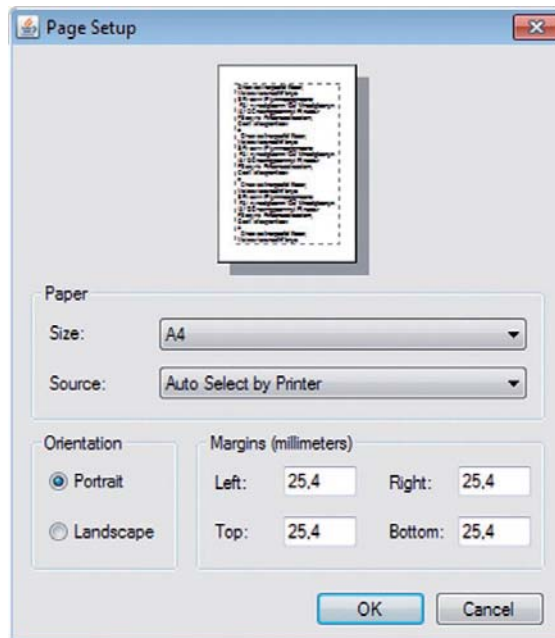 Page Setup
Paper
Size: A4
Source: Auto Select by Printer
Orientation
Portrait
Landscape
Margins (millimeters)
Left: 25,4 Right: 25,4
Top: 25,4 Bottom: 25,4
OK Cancel